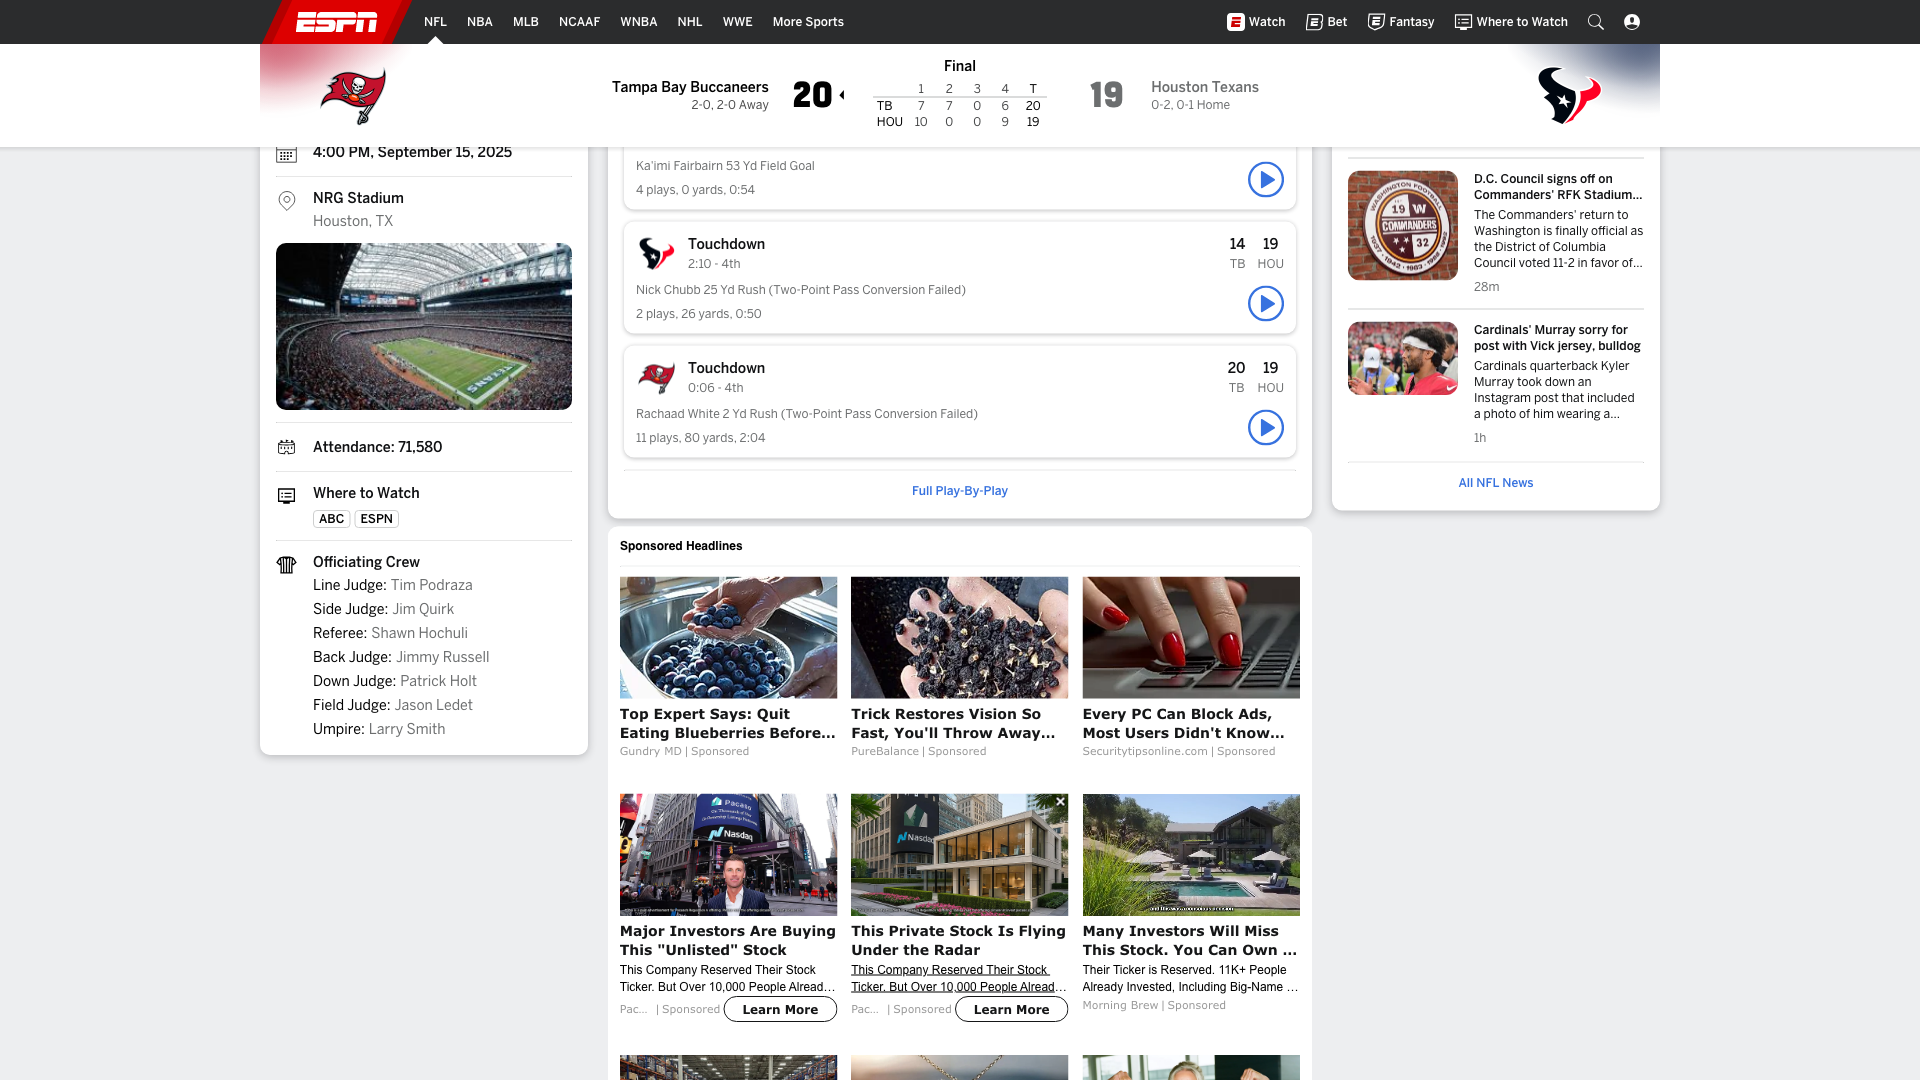 ESPN
NFL NBA MLB NCAAF WNBA NHL WWE More Sports
Watch Bet Fantasy Where to Watch
Tampa Bay Buccaneers
2-0, 2-0 Away
20
Final
1 2 3 4 T
TB 7 7 0 6 20
HOU 10 0 0 9 19
19
Houston Texans
0-2, 0-1 Home
4:00 PM, September 15, 2025
NRG Stadium
Houston, TX
TEXANS
Attendance: 71,580
Where to Watch
ABC ESPN
Officiating Crew
Line Judge: Tim Podraza
Side Judge: Jim Quirk
Referee: Shawn Hochuli
Back Judge: Jimmy Russell
Down Judge: Patrick Holt
Field Judge: Jason Ledet
Umpire: Larry Smith
Ka'imi Fairbairn 53 Yd Field Goal
4 plays, 0 yards, 0:54
Touchdown 14 19
2:10 - 4th TB HOU
Nick Chubb 25 Yd Rush (Two-Point Pass Conversion Failed)
2 plays, 26 yards, 0:50
Touchdown 20 19
0:06 - 4th TB HOU
Rachaad White 2 Yd Rush (Two-Point Pass Conversion Failed)
11 plays, 80 yards, 2:04
Full Play-By-Play
Sponsored Headlines
Top Expert Says: Quit
Eating Blueberries Before...
Gundry MD | Sponsored
Trick Restores Vision So
Fast, You'll Throw Away...
PureBalance | Sponsored
Every PC Can Block Ads,
Most Users Didn't Know...
Securitytipsonline.com | Sponsored
Pacaso
Nasdaq
Major Investors Are Buying
This "Unlisted" Stock
This Company Reserved Their Stock
Ticker. But Over 10,000 People Alread...
Pac... | Sponsored
Learn More
Nasdaq
This Private Stock Is Flying
Under the Radar
This Company Reserved Their Stock
Ticker. But Over 10,000 People Alread...
Pac... | Sponsored
Learn More
Many Investors Will Miss
This Stock. You Can Own ...
Their Ticker is Reserved. 11K+ People
Already Invested, Including Big-Name ...
Morning Brew | Sponsored
WASHINGTON FOOTBALL
19 W
COMMANDERS
32
1937 • 1942 • 1983 • 1988
D.C. Council signs off on
Commanders' RFK Stadium...
The Commanders' return to
Washington is finally official as
the District of Columbia
Council voted 11-2 in favor of...
28m
Cardinals' Murray sorry for
post with Vick jersey, bulldog
Cardinals quarterback Kyler
Murray took down an
Instagram post that included
a photo of him wearing a...
1h
All NFL News